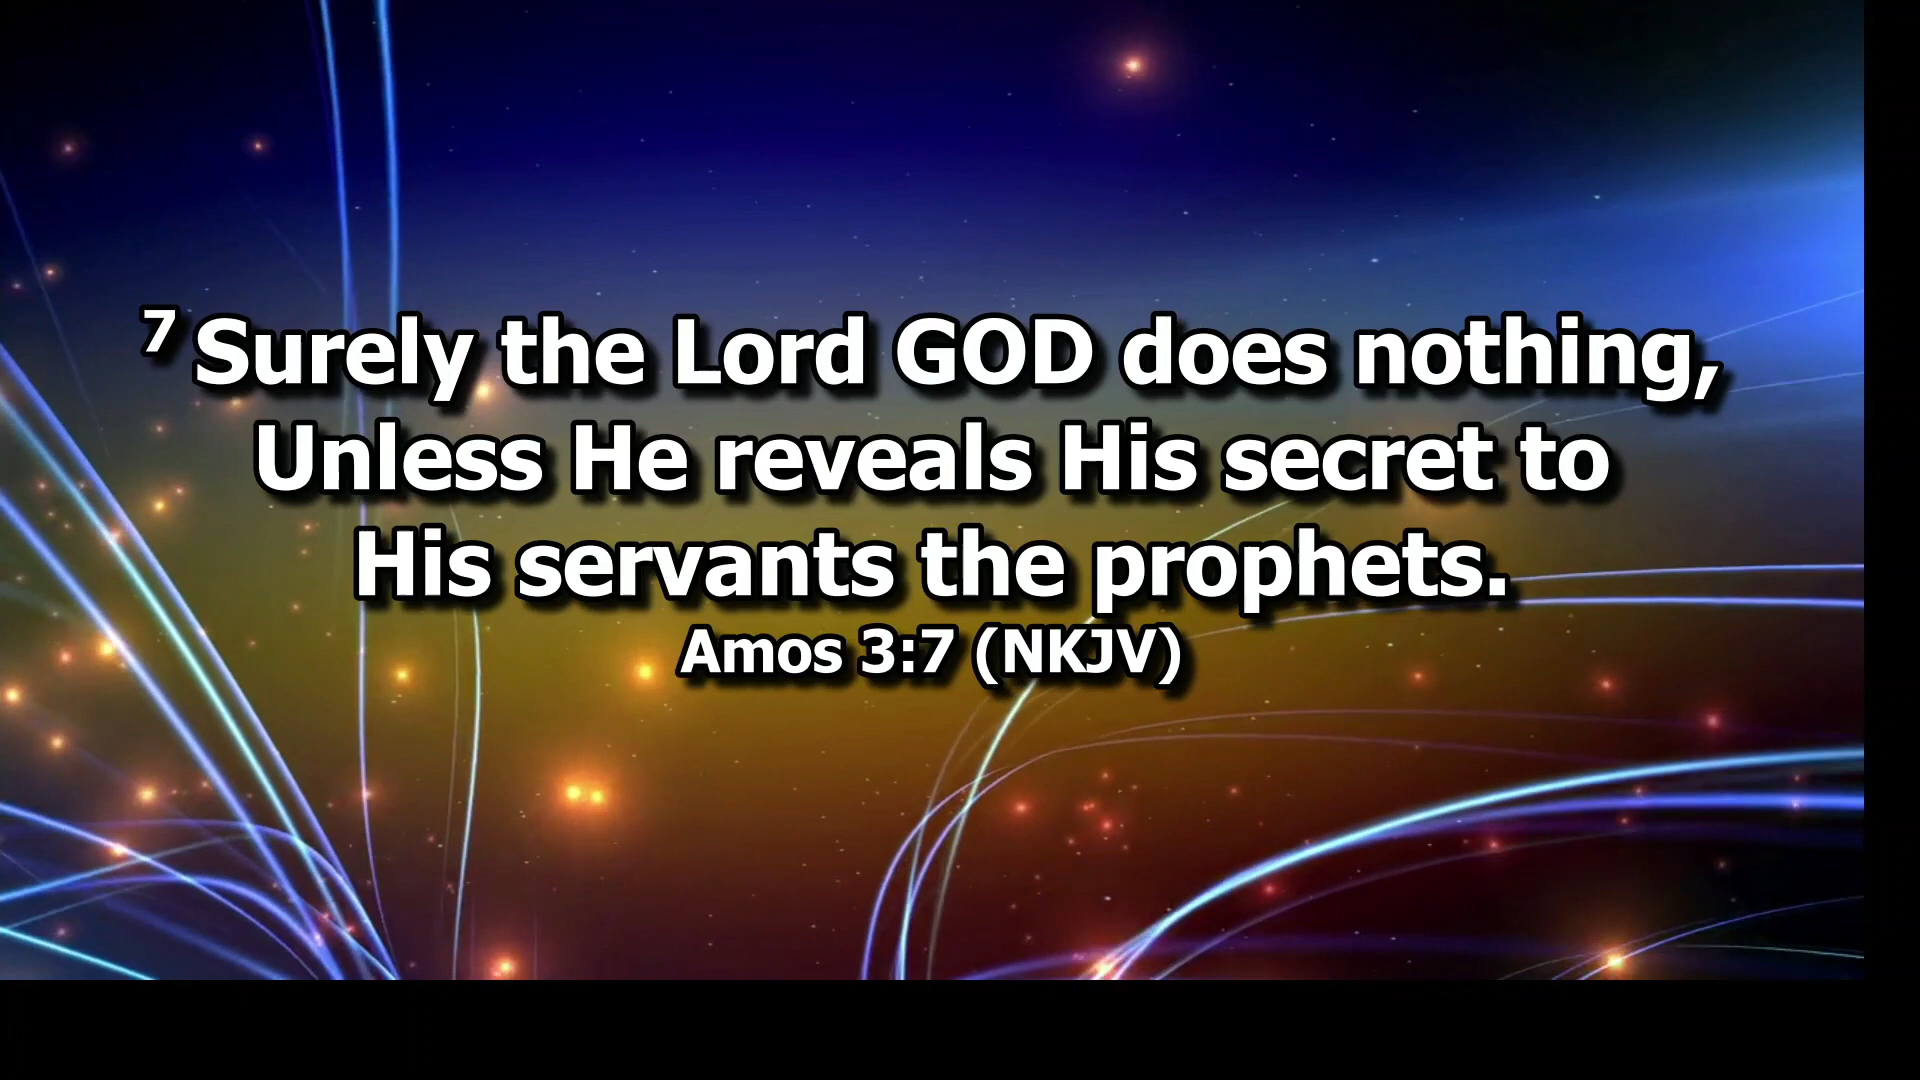 7 Surely the Lord GOD does nothing,
Unless He reveals His secret to
His servants the prophets.
Amos 3:7 (NKJV)